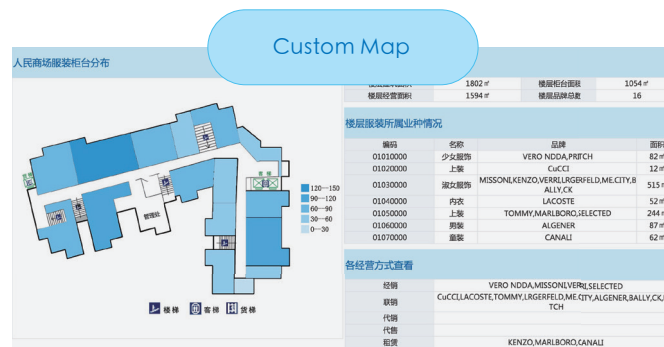 Custom Map
人民商场服装柜台分布
1802㎡ 楼层柜台面积 1054㎡
楼层经营面积 1594㎡ 楼层品牌总数 16
楼层服装所属业种情况
编码 名称 品牌 面积
01010000 少女服饰 VERO NDDA,PRITCH 82㎡
01020000 上装 CuCCI 12㎡
01030000 淑女服饰 MISSONI,KENZO,VERRI,LRGERFELD,ME.CITY,B
ALLY,CK 515㎡
01040000 内衣 LACOSTE 52㎡
01050000 上装 TOMMY,MARLBORO,SELECTED 244㎡
01060000 男装 ALGENER 87㎡
01070000 童装 CANALI 62㎡
各经营方式查看
经销 VERO NDDA,MISSONI,VERRI,SELECTED
联销 CuCCI,LACOSTE,TOMMY,LRGERFELD,ME.CITY,ALGENER,BALLY,CK,
TCH
代销
代售
租赁 KENZO,MARLBORO,CANALI
管理处
120—150
90—120
60—90
30—60
0—30
楼梯 客梯 货梯